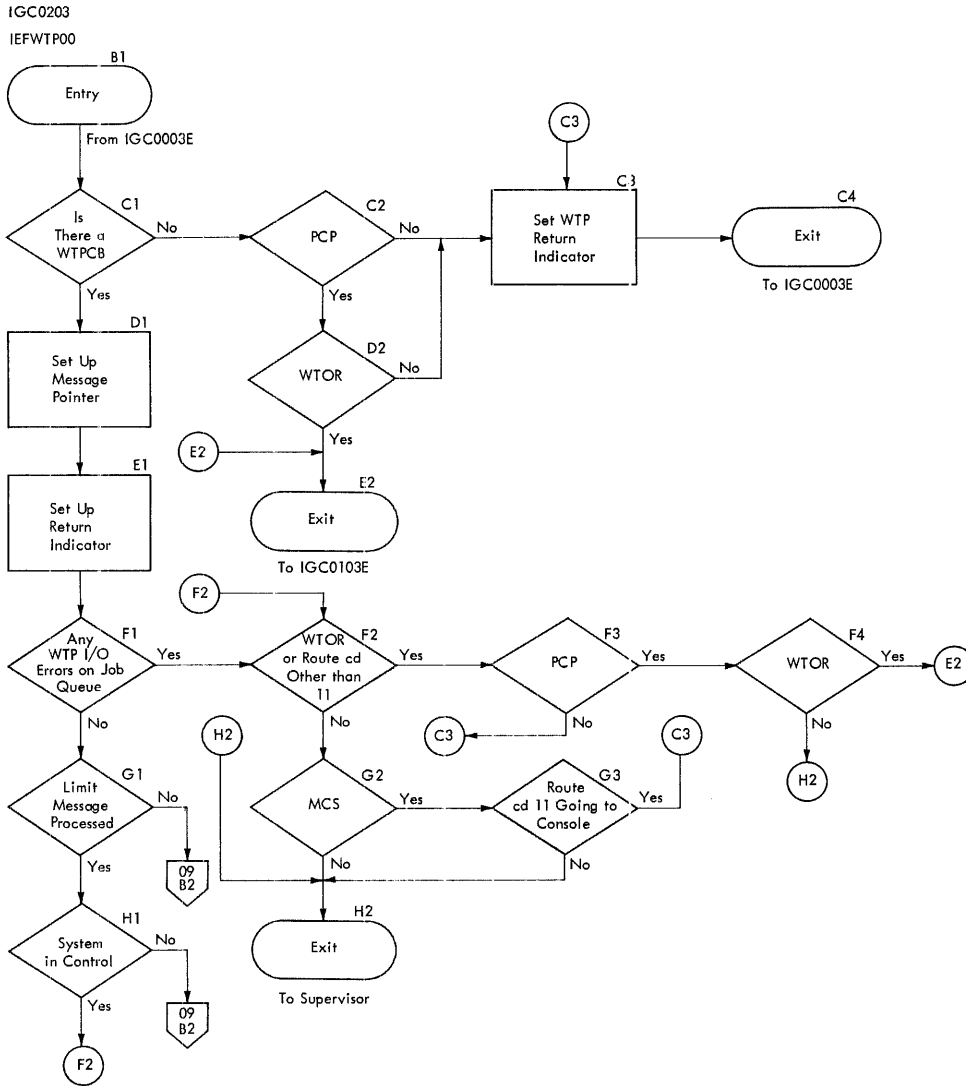 IGC0203
IEFWTP00
B1
Entry
From IGC0003E
C3
C1
Is
There a
WTPCB
No
Yes
C2
PCP
No
Yes
C3
Set WTP
Return
Indicator
C4
Exit
To IGC0003E
D1
Set Up
Message
Pointer
D2
WTOR
No
Yes
E2
E1
Set Up
Return
Indicator
E2
Exit
To IGC0103E
F2
F1
Any
WTP I/O
Errors on Job
Queue
Yes
No
F2
WTOR
or Route cd
Other than
11
Yes
No
F3
PCP
Yes
No
F4
WTOR
Yes
No
E2
H2
C3
C3
H2
G1
Limit
Message
Processed
No
Yes
09
B2
G2
MCS
Yes
No
G3
Route
cd 11 Going to
Console
Yes
No
H1
System
in Control
No
Yes
09
B2
H2
Exit
To Supervisor
F2